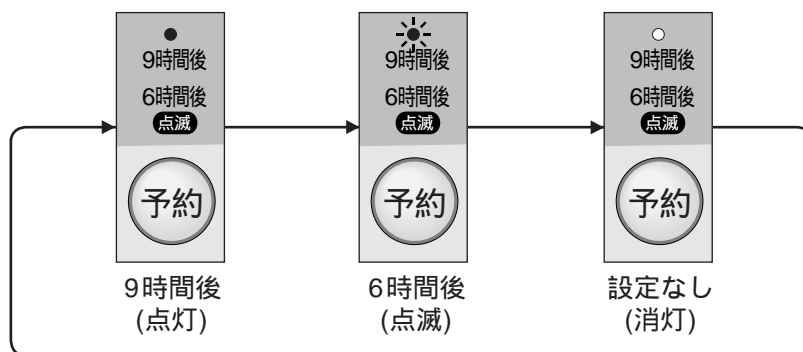 9時間後
6時間後
点滅
予約
9時間後
(点灯)
9時間後
6時間後
点滅
予約
6時間後
(点滅)
9時間後
6時間後
点滅
予約
設定なし
(消灯)